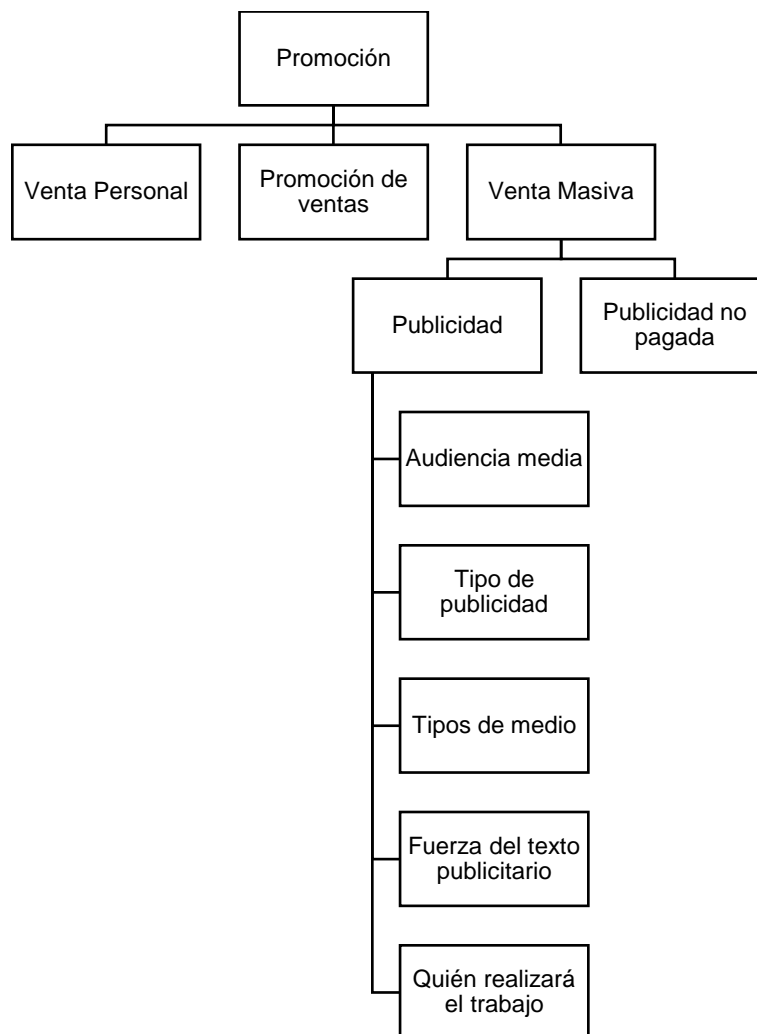 Promoción
Venta Personal
Promoción de
ventas
Venta Masiva
Publicidad
Publicidad no
pagada
Audiencia media
Tipo de
publicidad
Tipos de medio
Fuerza del texto
publicitario
Quién realizará
el trabajo